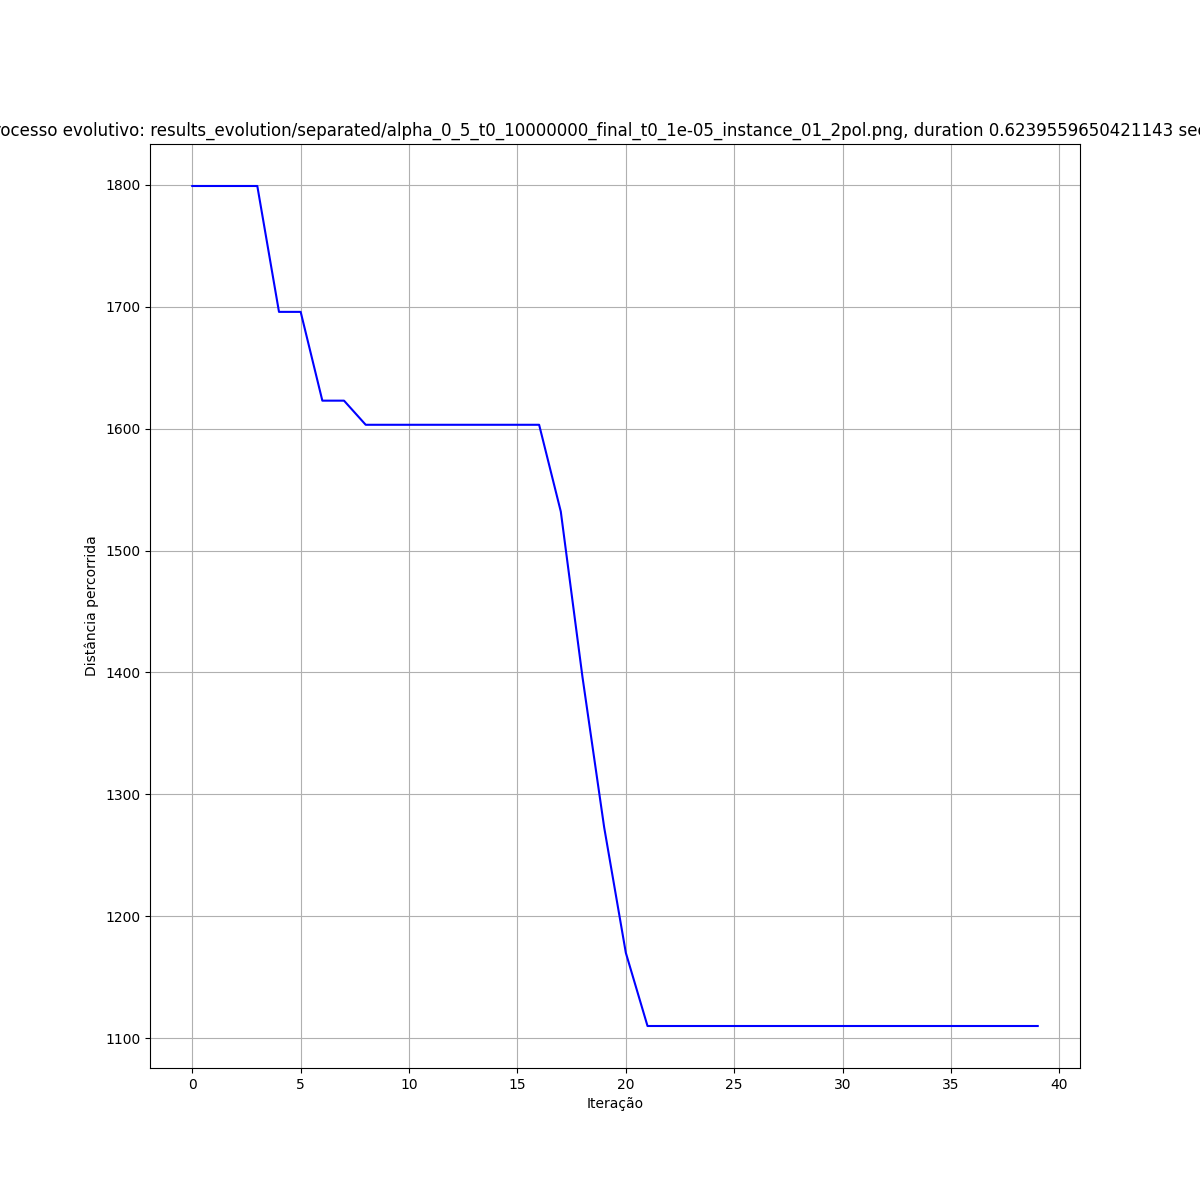 ocesso evolutivo: results_evolution/separated/alpha_0_5_t0_10000000_final_t0_1e-05_instance_01_2pol.png, duration 0.6239559650421143 se
1800
1700
1600
1500
1400
1300
1200
1100
Distância percorrida
0 5 10 15 20 25 30 35 40
Iteração